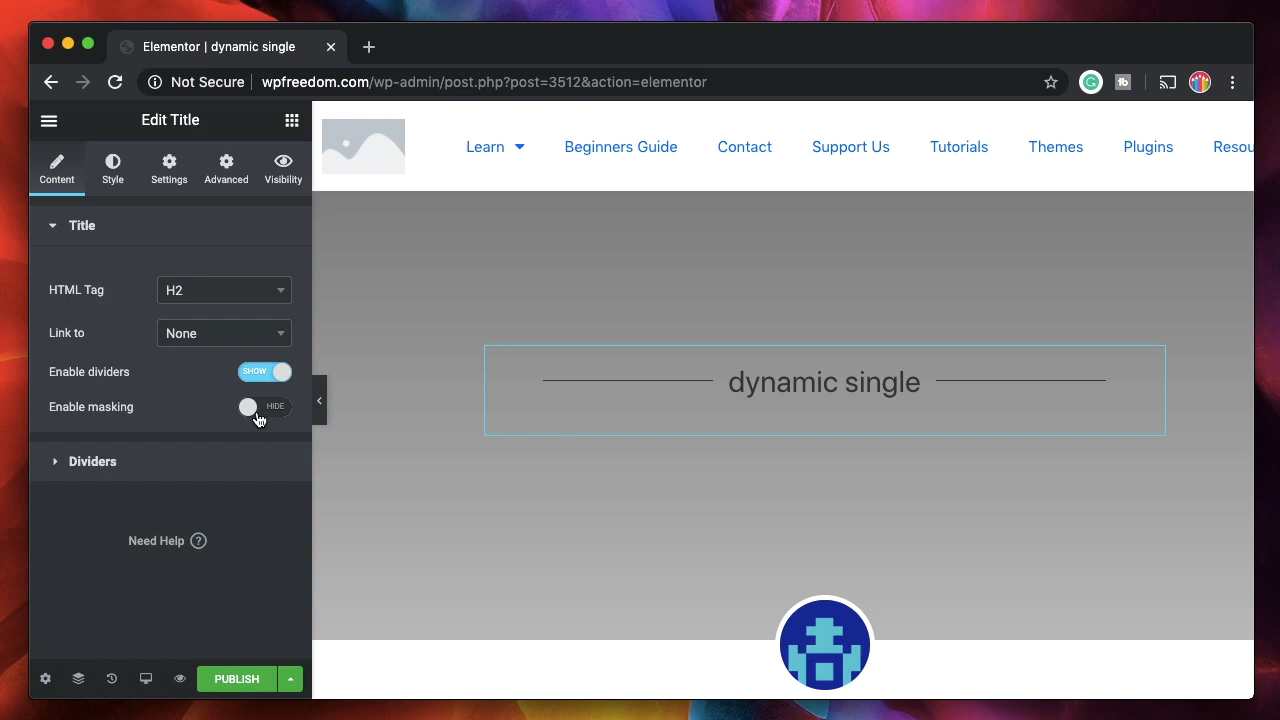 Elementor | dynamic single
Not Secure wpfreedom.com/wp-admin/post.php?post=3512&action=elementor
tb
Edit Title
Content Style Settings Advanced Visibility
Title
HTML Tag H2
Link to None
Enable dividers SHOW
Enable masking HIDE
Dividers
Need Help ?
PUBLISH
Learn Beginners Guide Contact Support Us Tutorials Themes Plugins Resou
dynamic single